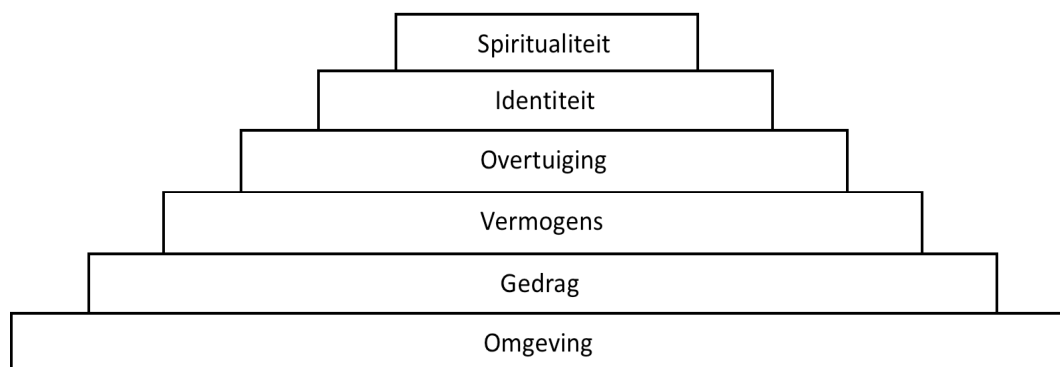 Spiritualiteit
Identiteit
Overtuiging
Vermogens
Gedrag
Omgeving